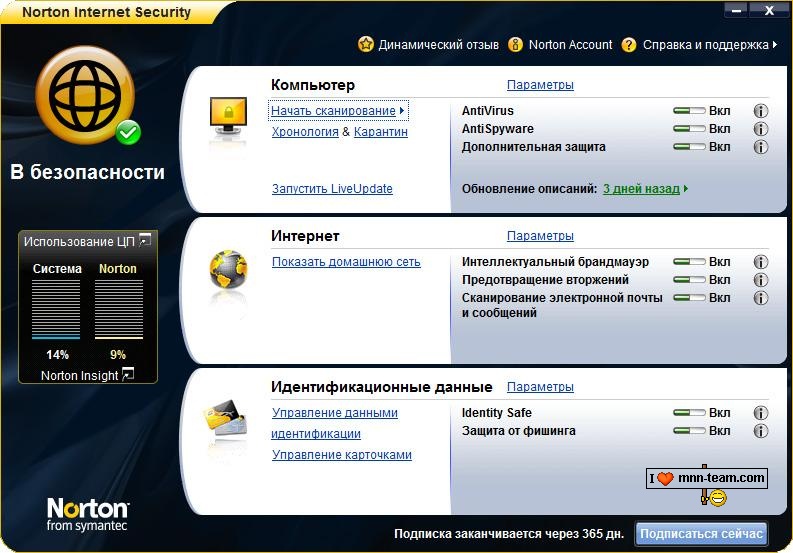 Norton Internet Security
Динамический отзыв Norton Account Справка и поддержка
В безопасности
Использование ЦП
Система Norton
14% 9%
Norton Insight
Norton
from symantec
Компьютер Параметры
Начать сканирование
Хронология & Карантин
Запустить LiveUpdate
AntiVirus Вкл
AntiSpyware Вкл
Дополнительная защита Вкл
Обновление описаний: 3 дней назад
Интернет Параметры
Показать домашнюю сеть
Интеллектуальный брандмауэр Вкл
Предотвращение вторжений Вкл
Сканирование электронной почты Вкл
и сообщений
Идентификационные данные Параметры
Управление данными
идентификации
Управление карточками
Identity Safe Вкл
Защита от фишинга Вкл
I mnn-team.com
Подписка заканчивается через 365 дн. Подписаться сейчас